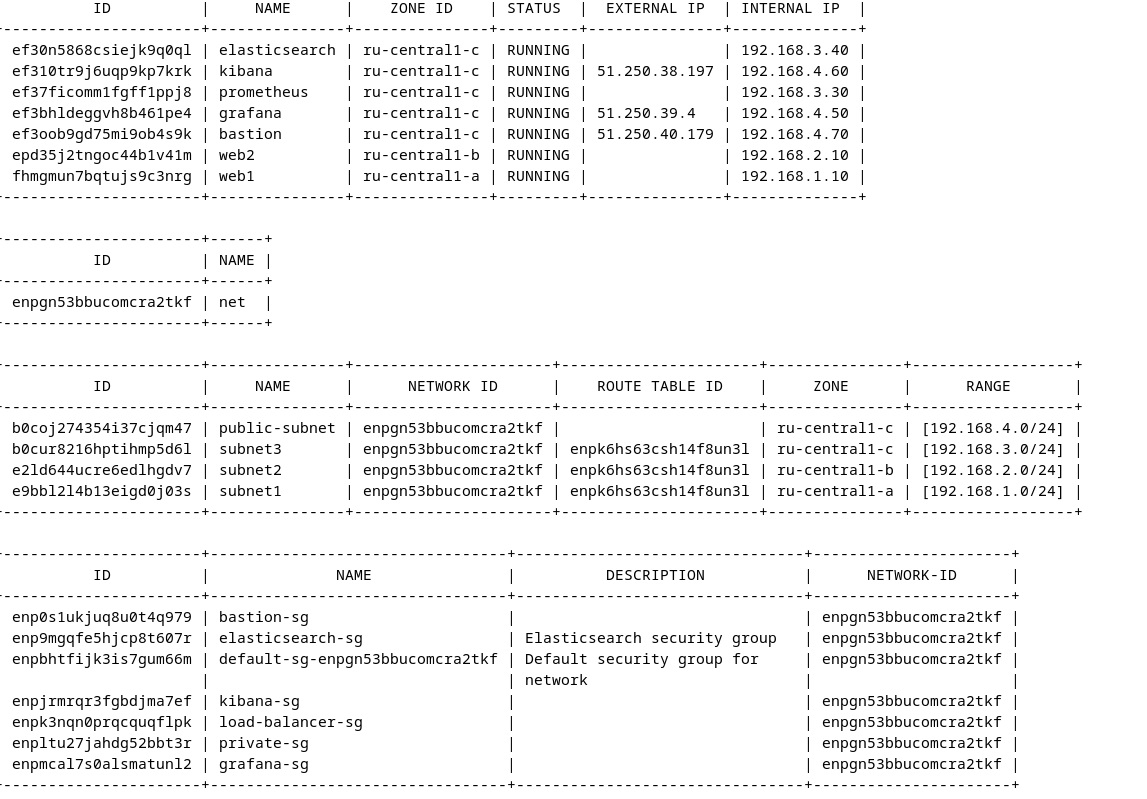 ID | NAME | ZONE ID | STATUS | EXTERNAL IP | INTERNAL IP |
----------------------+---------------+---------------+---------+---------------+--------------+
ef30n5868csiejk9q0ql | elasticsearch | ru-central1-c | RUNNING | | 192.168.3.40 |
ef310tr9j6uqp9kp7krk | kibana | ru-central1-c | RUNNING | 51.250.38.197 | 192.168.4.60 |
ef37ficomm1fgff1ppj8 | prometheus | ru-central1-c | RUNNING | | 192.168.3.30 |
ef3bhldeggvh8b461pe4 | grafana | ru-central1-c | RUNNING | 51.250.39.4 | 192.168.4.50 |
ef3oob9gd75mi9ob4s9k | bastion | ru-central1-c | RUNNING | 51.250.40.179 | 192.168.4.70 |
epd35j2tngoc44b1v41m | web2 | ru-central1-b | RUNNING | | 192.168.2.10 |
fhmgmun7bqtujs9c3nrg | web1 | ru-central1-a | RUNNING | | 192.168.1.10 |
----------------------+---------------+---------------+---------+---------------+--------------+
----------------------+------+
ID | NAME |
----------------------+------+
enpgn53bbucomcra2tkf | net |
----------------------+------+
----------------------+---------------+----------------------+----------------------+---------------+------------------+
ID | NAME | NETWORK ID | ROUTE TABLE ID | ZONE | RANGE |
----------------------+---------------+----------------------+----------------------+---------------+------------------+
b0coj274354i37cjqm47 | public-subnet | enpgn53bbucomcra2tkf | | ru-central1-c | [192.168.4.0/24] |
b0cur8216hptihmp5d6l | subnet3 | enpgn53bbucomcra2tkf | enpk6hs63csh14f8un3l | ru-central1-c | [192.168.3.0/24] |
e2ld644ucre6edlhgdv7 | subnet2 | enpgn53bbucomcra2tkf | enpk6hs63csh14f8un3l | ru-central1-b | [192.168.2.0/24] |
e9bbl2l4b13eigd0j03s | subnet1 | enpgn53bbucomcra2tkf | enpk6hs63csh14f8un3l | ru-central1-a | [192.168.1.0/24] |
----------------------+---------------+----------------------+----------------------+---------------+------------------+
----------------------+---------------------------------+--------------------------------+----------------------+
ID | NAME | DESCRIPTION | NETWORK-ID |
----------------------+---------------------------------+--------------------------------+----------------------+
enp0s1ukjuq8u0t4q979 | bastion-sg | | enpgn53bbucomcra2tkf |
enp9mgqfe5hjcp8t607r | elasticsearch-sg | Elasticsearch security group | enpgn53bbucomcra2tkf |
enpbhtfijk3is7gum66m | default-sg-enpgn53bbucomcra2tkf | Default security group for | enpgn53bbucomcra2tkf |
| | network | |
enpjrmrqr3fgbdjma7ef | kibana-sg | | enpgn53bbucomcra2tkf |
enpk3nqn0prqcquqflpk | load-balancer-sg | | enpgn53bbucomcra2tkf |
enpltu27jahdg52bbt3r | private-sg | | enpgn53bbucomcra2tkf |
enpmcal7s0alsmatunl2 | grafana-sg | | enpgn53bbucomcra2tkf |
----------------------+---------------------------------+--------------------------------+----------------------+